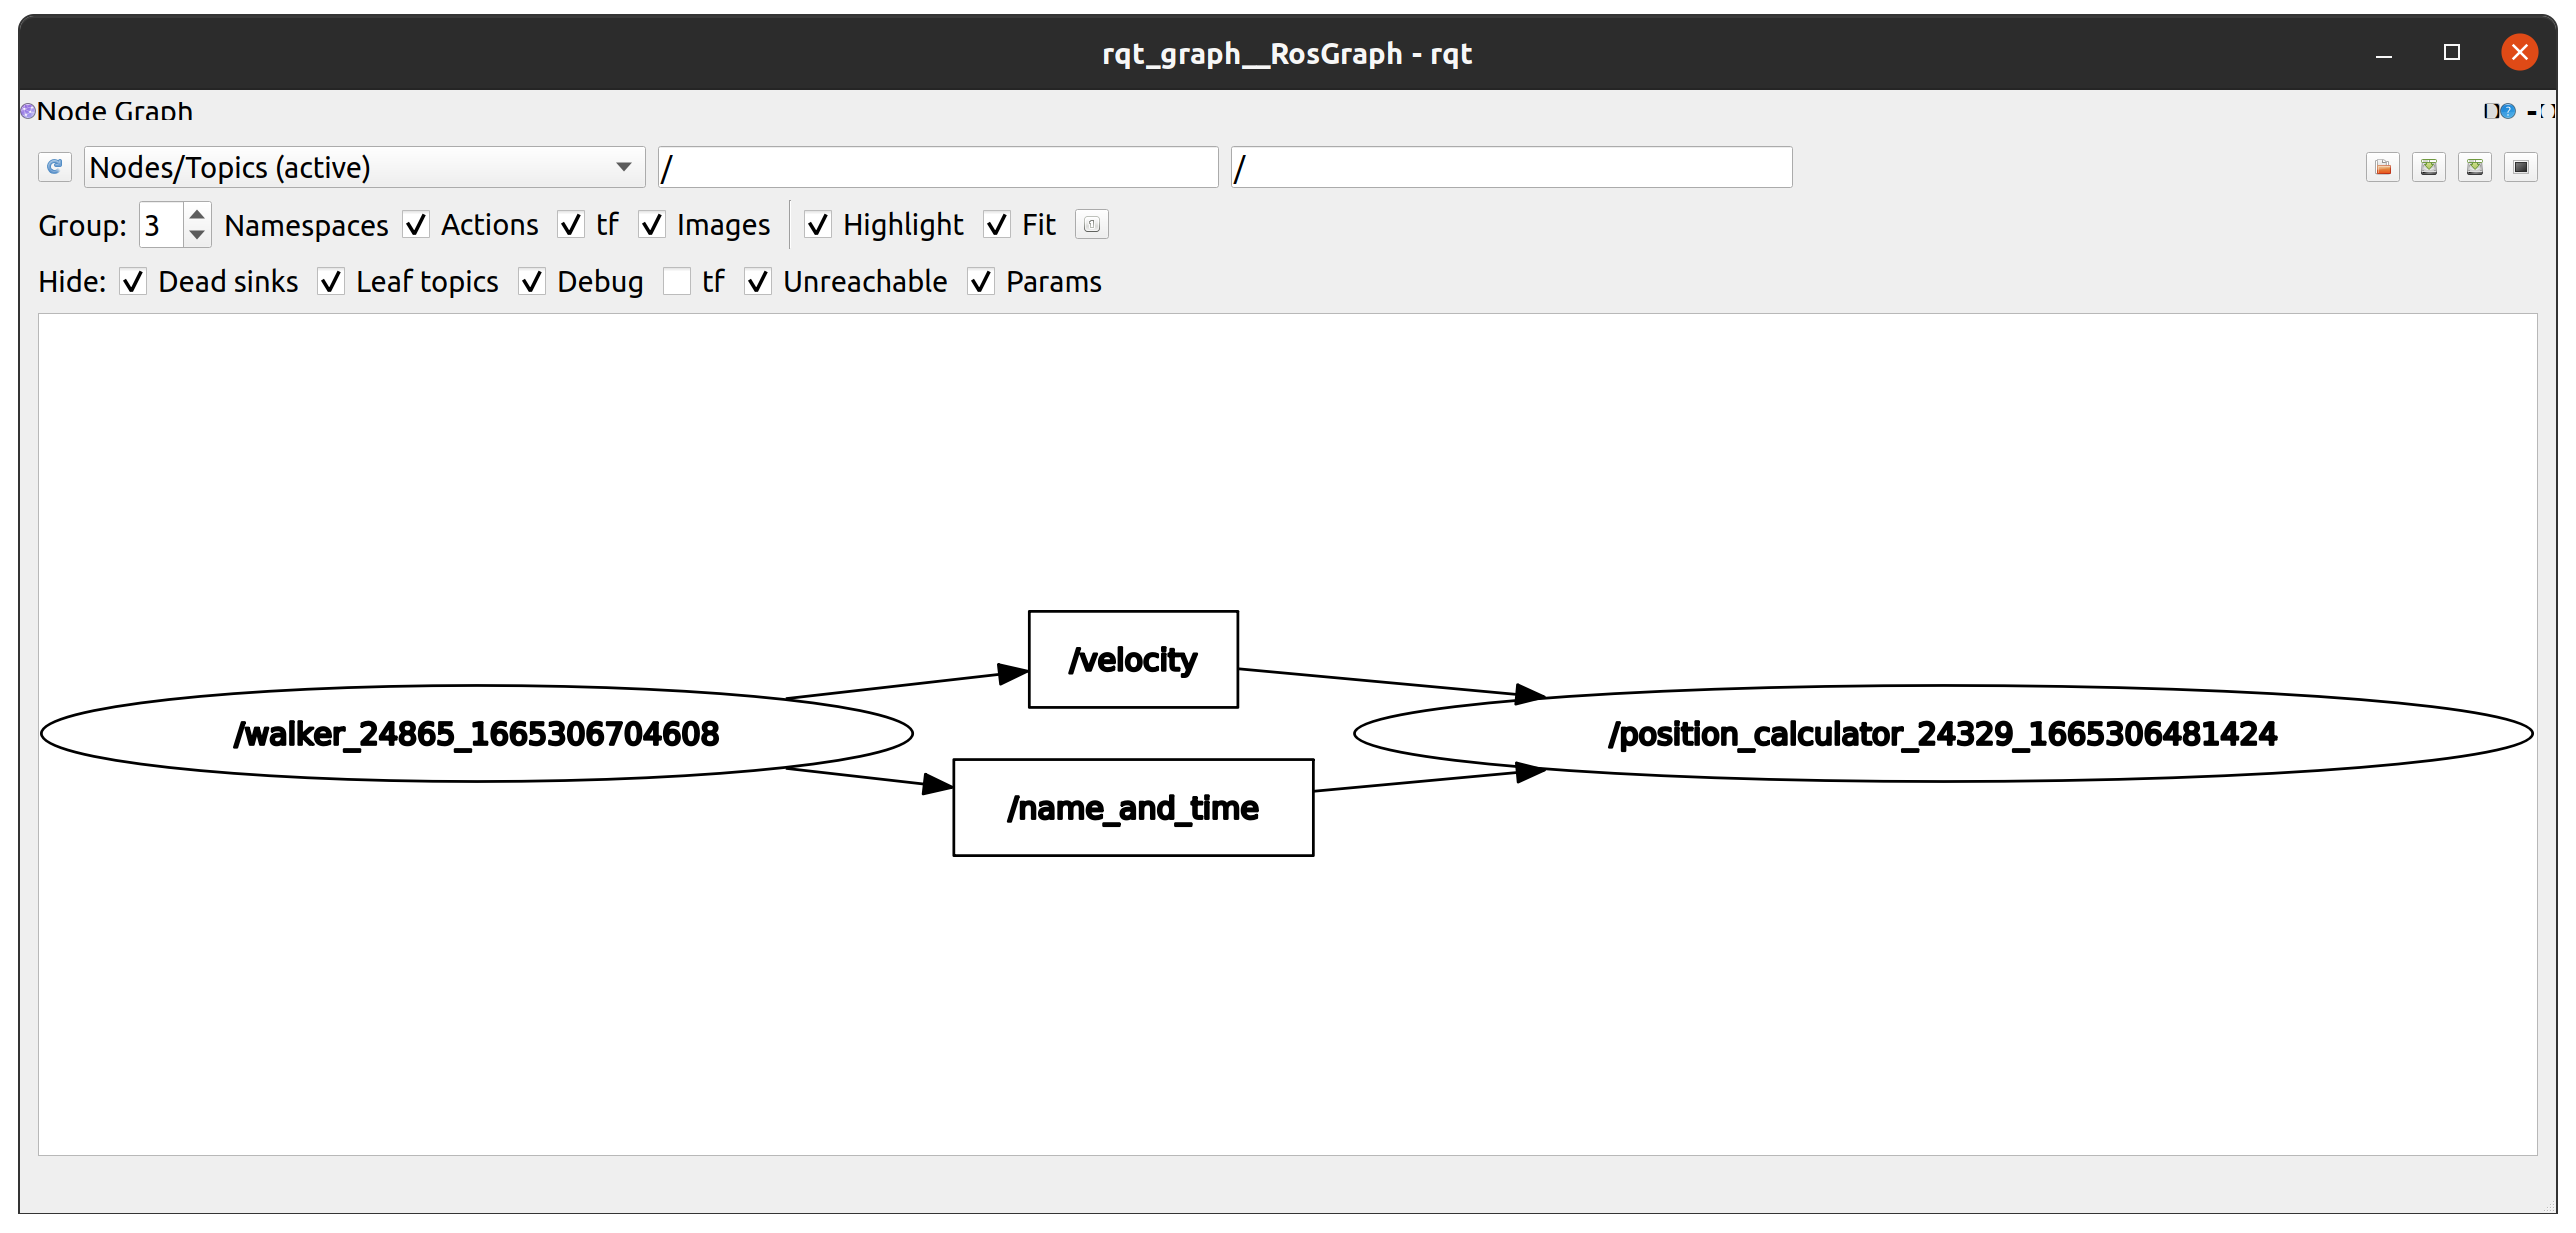 rqt_graph__RosGraph - rqt
Node Graph
Nodes/Topics (active) / /
Group: 3 Namespaces Actions tf Images Highlight Fit
Hide: Dead sinks Leaf topics Debug tf Unreachable Params
/velocity
/walker_24865_1665306704608 /position_calculator_24329_1665306481424
/name_and_time